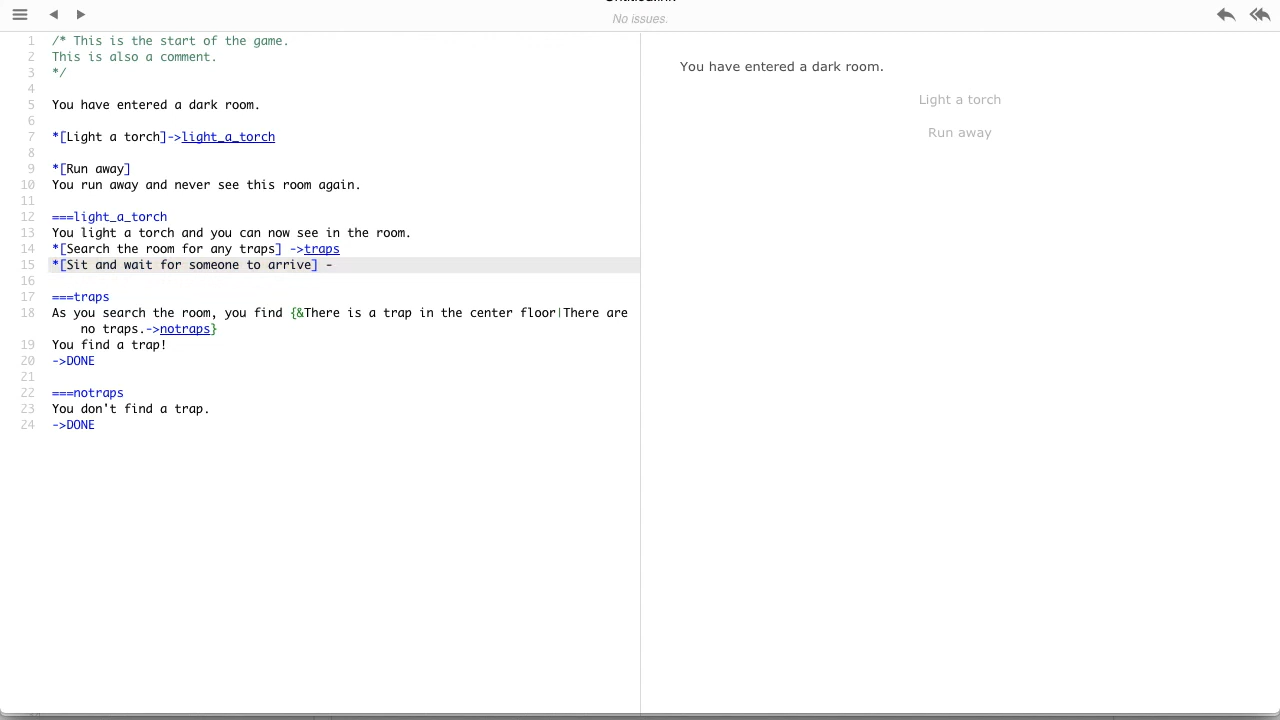 No issues.
1 /* This is the start of the game.
2 This is also a comment.
3 */
4
5 You have entered a dark room.
6
7 *[Light a torch]->light_a_torch
8
9 *[Run away]
10 You run away and never see this room again.
11
12 ===light_a_torch
13 You light a torch and you can now see in the room.
14 *[Search the room for any traps] ->traps
15 *[Sit and wait for someone to arrive] -
16
17 ===traps
18 As you search the room, you find {&There is a trap in the center floor|There are
no traps.->notraps}
19 You find a trap!
20 ->DONE
21
22 ===notraps
23 You don't find a trap.
24 ->DONE
You have entered a dark room.
Light a torch
Run away